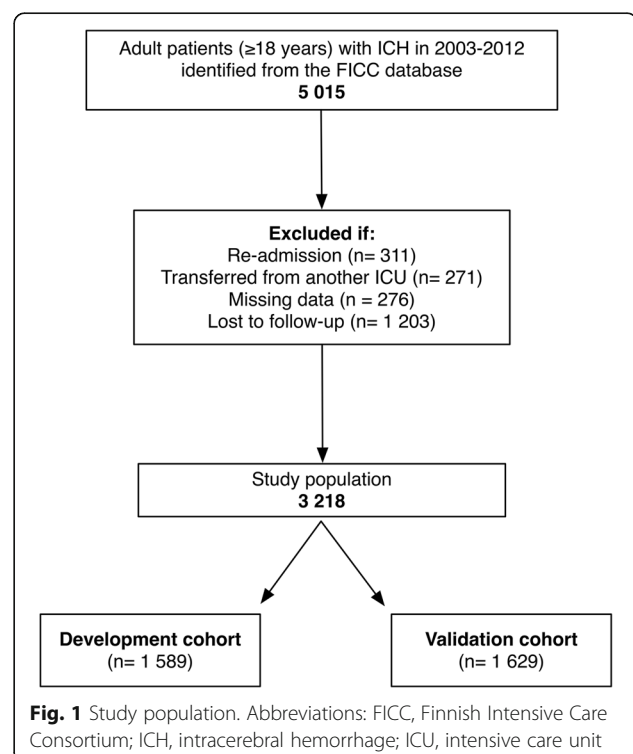 Adult patients (≥18 years) with ICH in 2003-2012
identified from the FICC database
5 015
Excluded if:
Re-admission (n= 311)
Transferred from another ICU (n= 271)
Missing data (n = 276)
Lost to follow-up (n= 1 203)
Study population
3 218
Development cohort
(n= 1 589)
Validation cohort
(n= 1 629)
Fig. 1 Study population. Abbreviations: FICC, Finnish Intensive Care
Consortium; ICH, intracerebral hemorrhage; ICU, intensive care unit